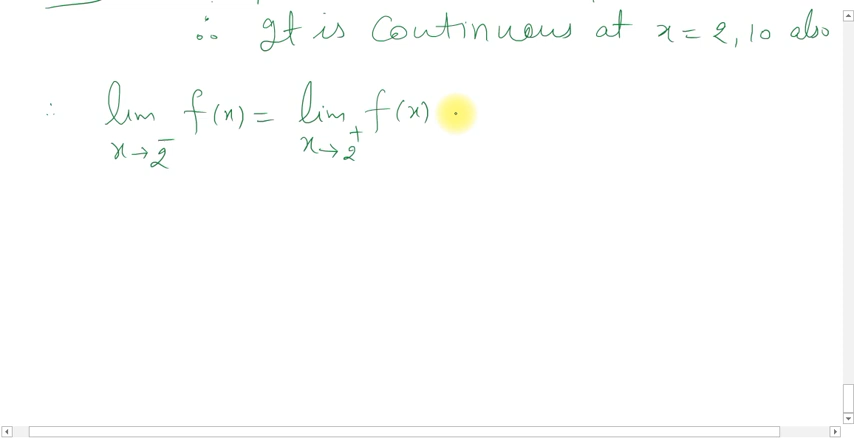 ∴ It is Continuous at x = 2, 10 also
∴ lim x→2⁻ f(x) = lim x→2⁺ f(x)